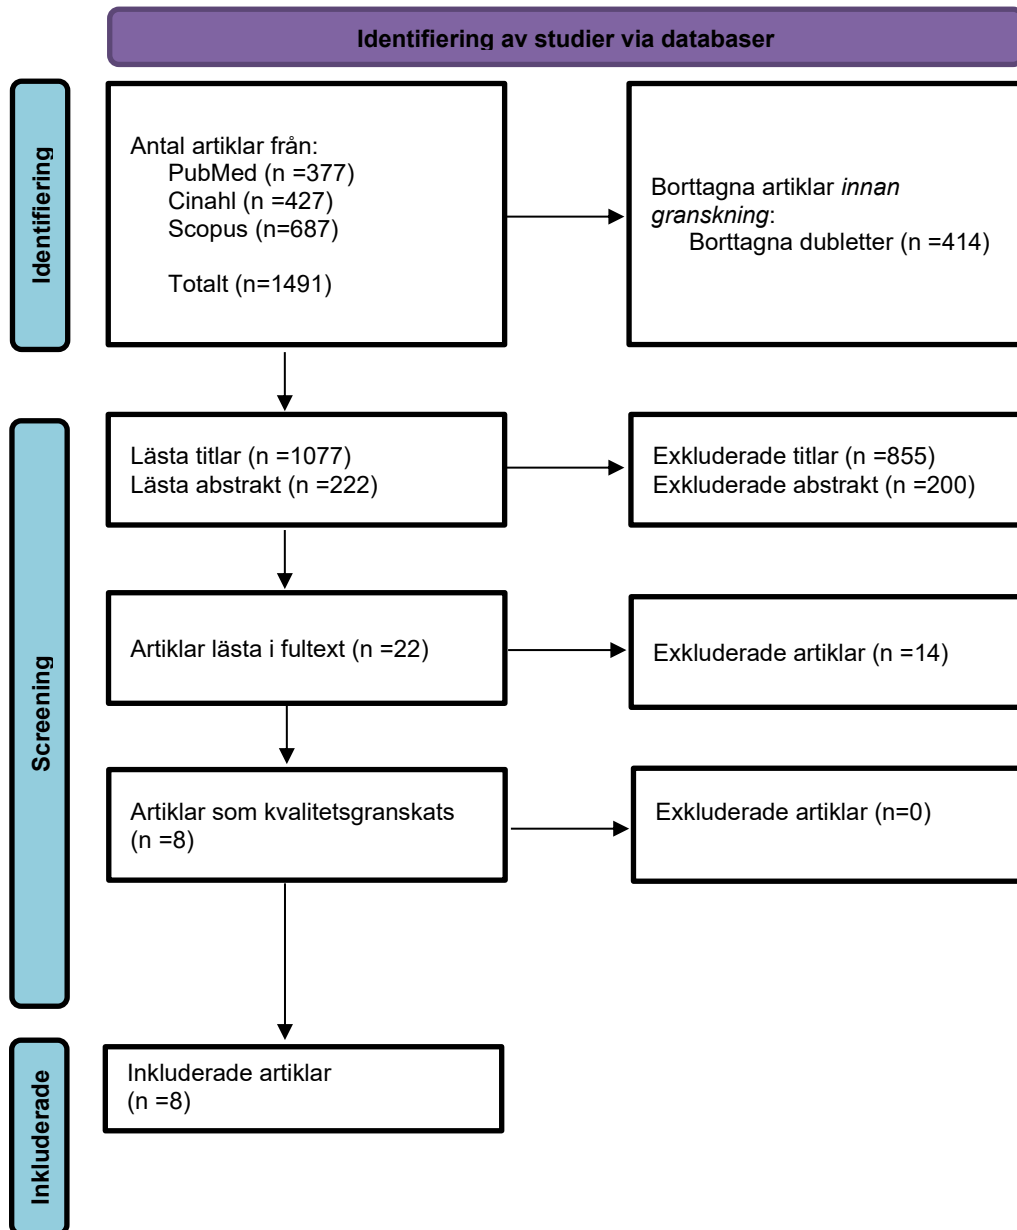 Identifiering av studier via databaser
Identifiering
Antal artiklar från:
PubMed (n =377)
Cinahl (n =427)
Scopus (n=687)
Totalt (n=1491)
Borttagna artiklar innan
granskning:
Borttagna dubletter (n =414)
Screening
Lästa titlar (n =1077)
Lästa abstrakt (n =222)
Exkluderade titlar (n =855)
Exkluderade abstrakt (n =200)
Artiklar lästa i fultext (n =22)
Exkluderade artiklar (n =14)
Artiklar som kvalitetsgranskats
(n =8)
Exkluderade artiklar (n=0)
Inkluderade
Inkluderade artiklar
(n =8)